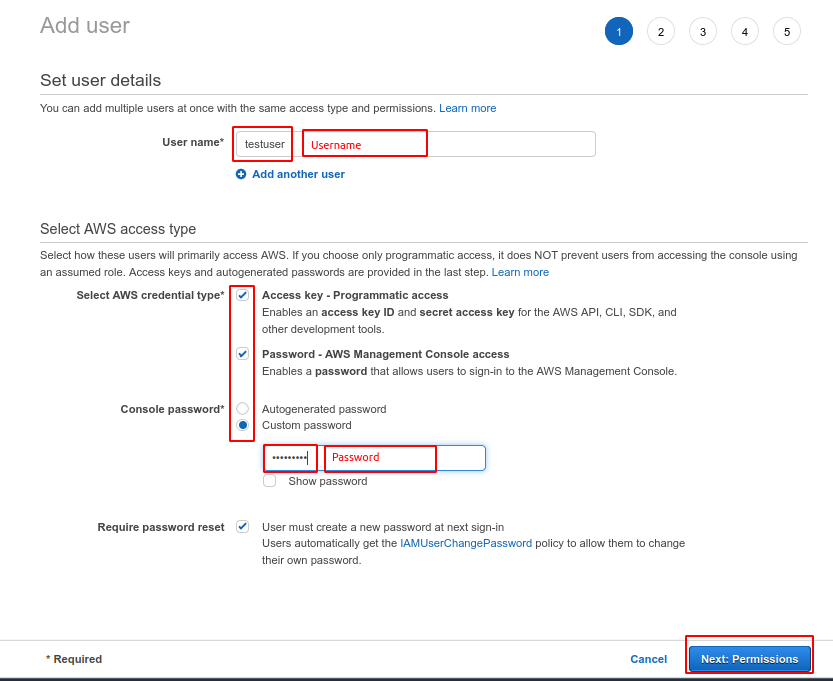 Add user
1 2 3 4 5
Set user details
You can add multiple users at once with the same access type and permissions. Learn more
User name* testuser Username
Add another user
Select AWS access type
Select how these users will primarily access AWS. If you choose only programmatic access, it does NOT prevent users from accessing the console using
an assumed role. Access keys and autogenerated passwords are provided in the last step. Learn more
Select AWS credential type* Access key - Programmatic access
Enables an access key ID and secret access key for the AWS API, CLI, SDK, and
other development tools.
Password - AWS Management Console access
Enables a password that allows users to sign-in to the AWS Management Console.
Console password* Autogenerated password
Custom password
••••••••• Password
Show password
Require password reset User must create a new password at next sign-in
Users automatically get the IAMUserChangePassword policy to allow them to change
their own password.
* Required Cancel Next: Permissions